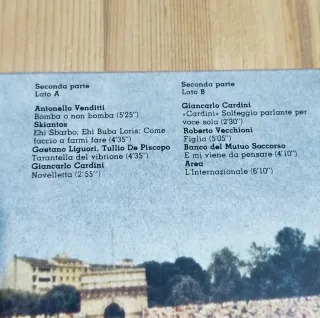 Seconda parte
Lato A
Antonello Venditti
Bomba o non bomba (5'25")
Skiantos
Ehi Sbarbo; Ehi Buba Loris: Come
faccio a farmi fare (4'35")
Gaetano Liguori, Tullio De Piscopo
Tarantella del vibrione (4'35")
Giancarlo Cardini
Novelletta (2'55")
Seconda parte
Lato B
Giancarlo Cardini
«Cardini» Solfeggio parlante per
voce sola (2'30")
Roberto Vecchioni
Figlia (5'05")
Banco del Mutuo Soccorso
E mi viene da pensare (4'10")
Area
L'Internazionale (6'10")